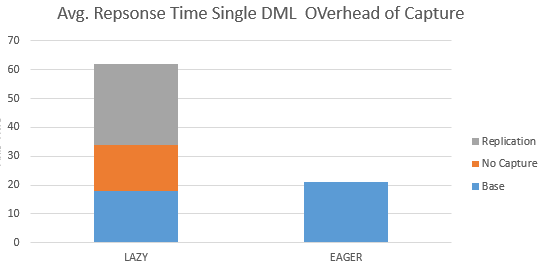 Avg. Repsonse Time Single DML OVerhead of Capture
70
60
50
40
30
20
10
0
LAZY
EAGER
Replication
No Capture
Base